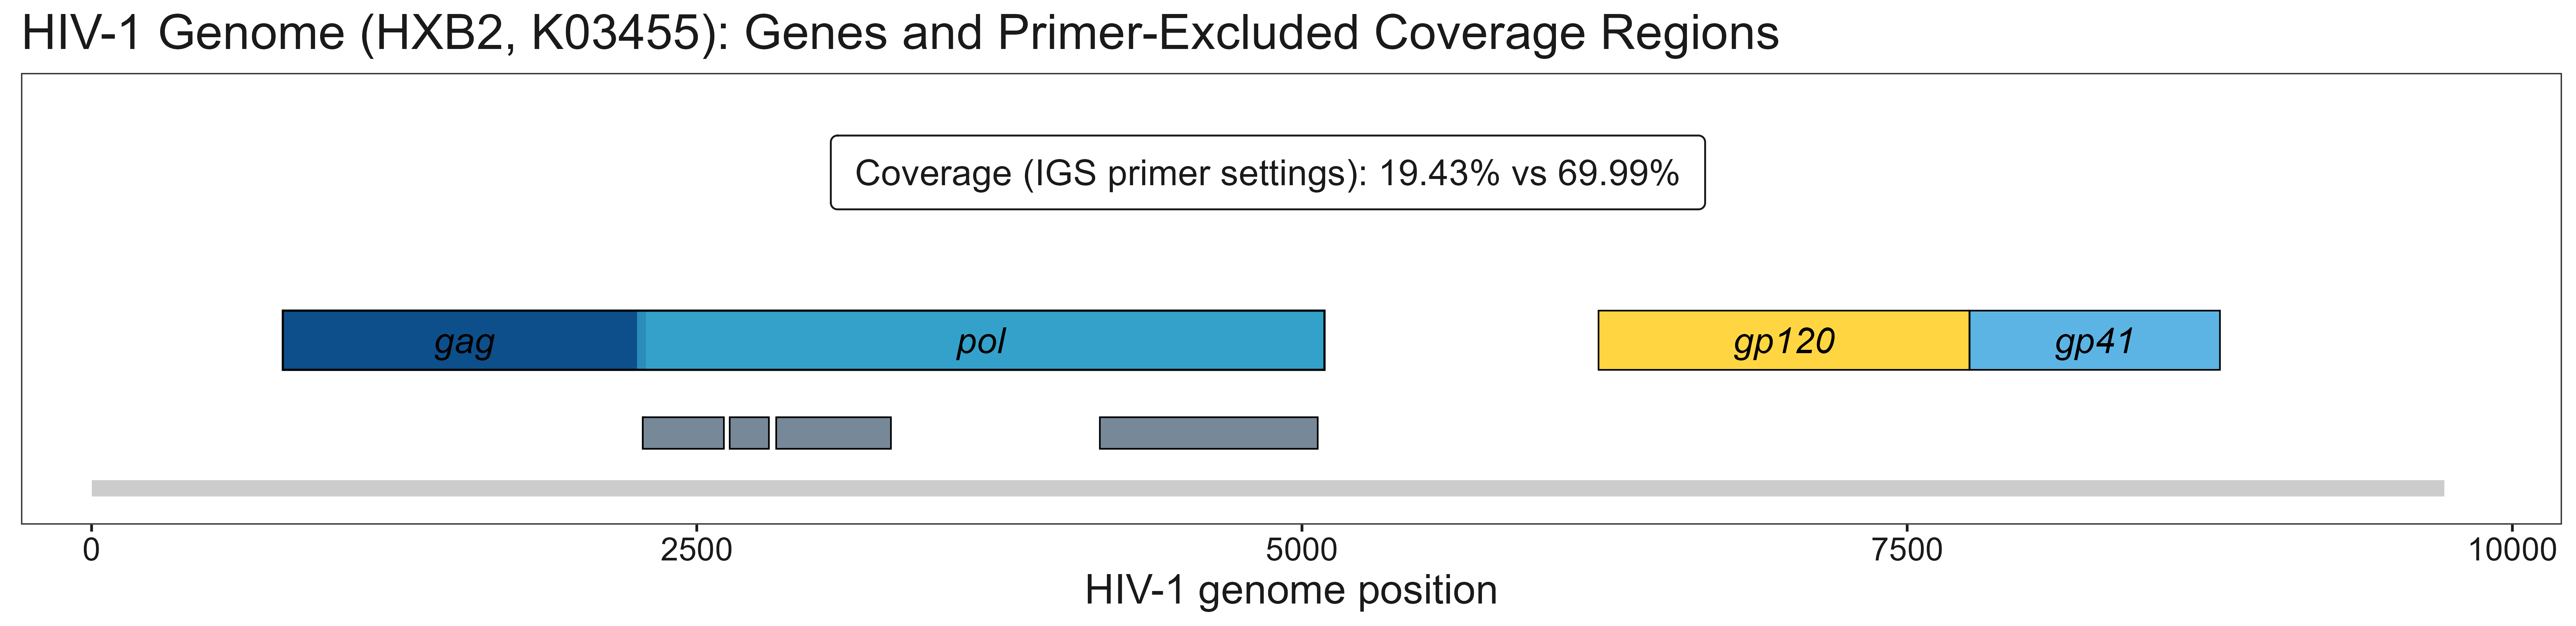 HIV-1 Genome (HXB2, K03455): Genes and Primer-Excluded Coverage Regions
Coverage (IGS primer settings): 19.43% vs 69.99%
gag pol gp120 gp41
0 2500 5000 7500 10000
HIV-1 genome position